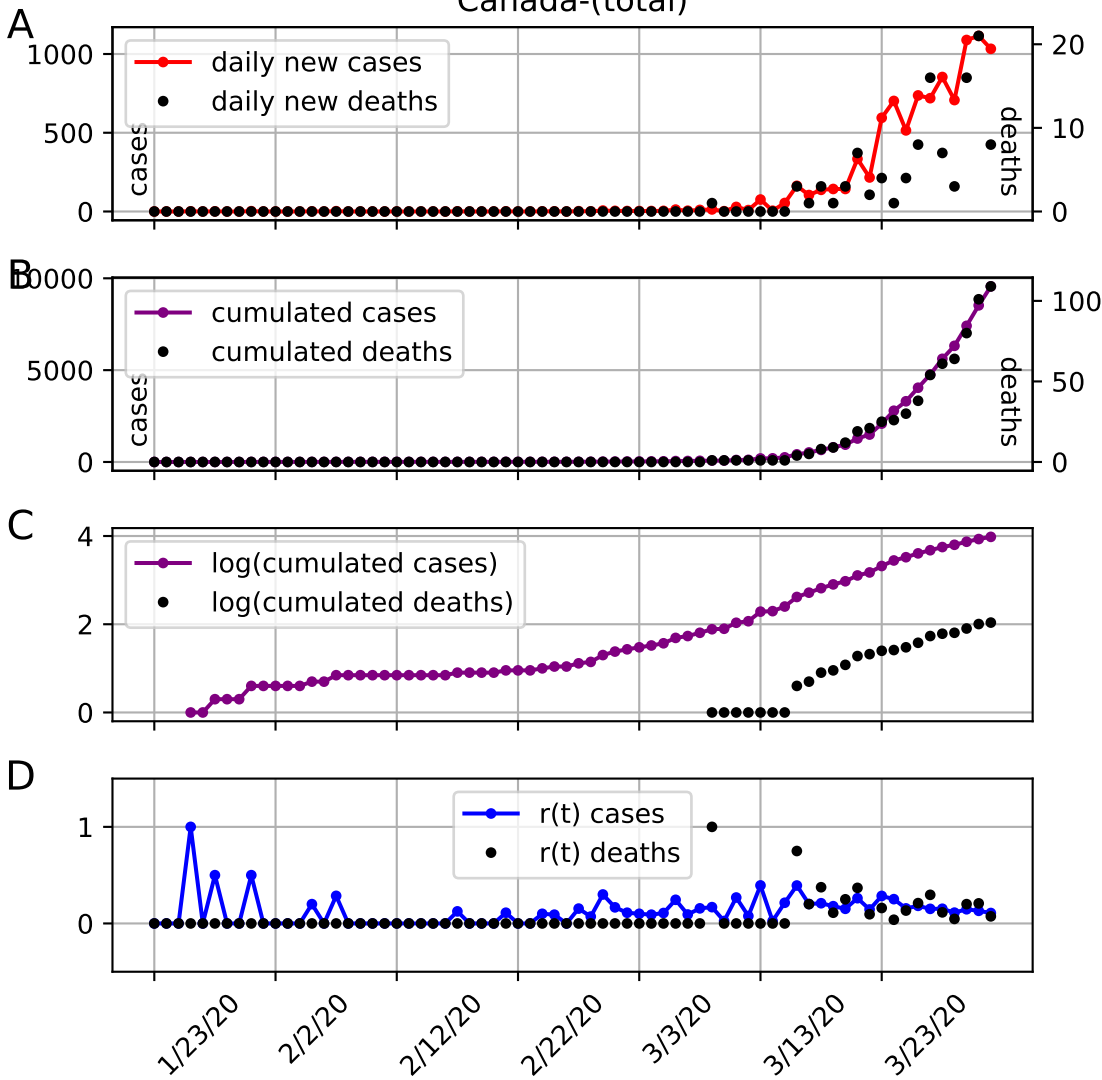 Canada-(total)
A
1000
500
0
daily new cases
daily new deaths
cases
deaths
20
10
0
B
10000
5000
0
cumulated cases
cumulated deaths
cases
deaths
100
50
0
C
4
2
0
log(cumulated cases)
log(cumulated deaths)
D
1
0
r(t) cases
r(t) deaths
1/23/20
2/2/20
2/12/20
2/22/20
3/3/20
3/13/20
3/23/20